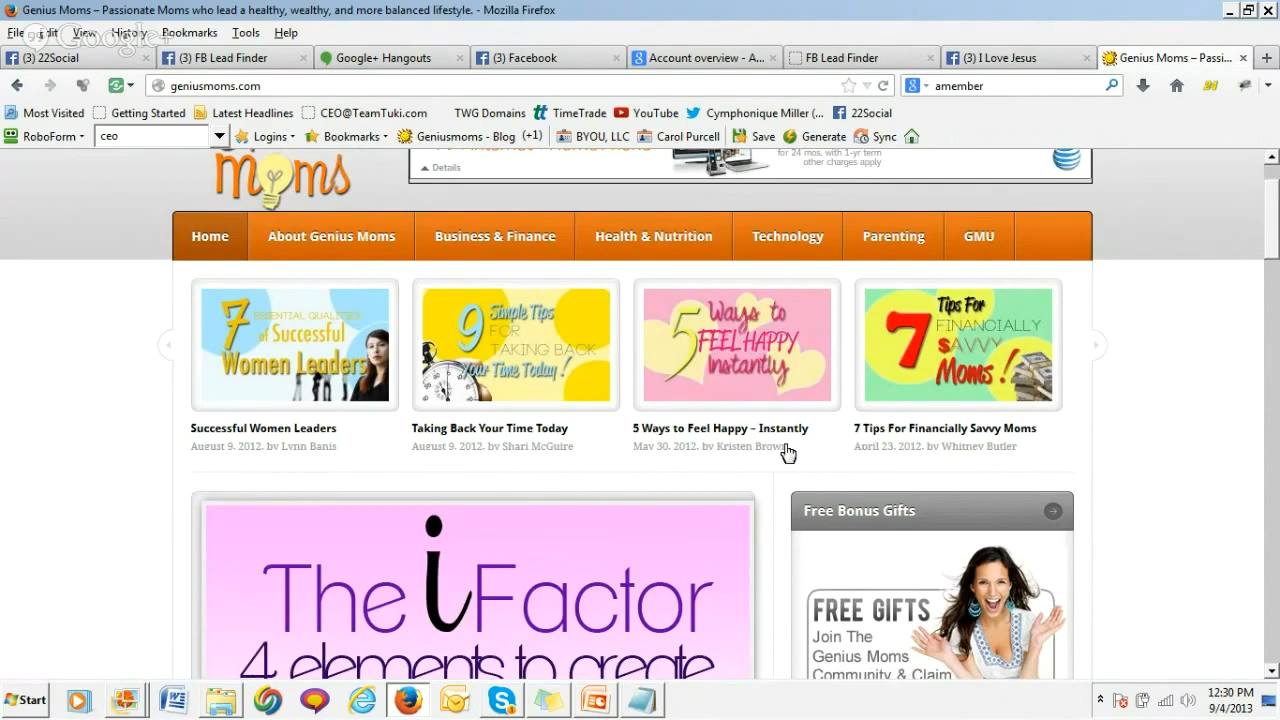 Genius Moms – Passionate Moms who lead a healthy, wealthy, and more balanced lifestyle. - Mozilla Firefox
File Edit View History Bookmarks Tools Help
Google+
(3) 22Social (3) FB Lead Finder Google+ Hangouts (3) Facebook Account overview - A... FB Lead Finder (3) I Love Jesus Genius Moms – Passi...
geniusmoms.com amember
Most Visited Getting Started Latest Headlines CEO@TeamTuki.com TWG Domains TimeTrade YouTube Cymphonique Miller (... 22Social
RoboForm ceo Logins Bookmarks Geniusmoms - Blog (+1) BYOU, LLC Carol Purcell Save Generate Sync
moms
Details
for 24 mos. with 1-yr term
other charges apply
at&t
Home About Genius Moms Business & Finance Health & Nutrition Technology Parenting GMU
7 ESSENTIAL QUALITIES
of Successful
Women Leaders
9 Simple Tips
FOR
TAKING BACK
Your Time Today!
5 Ways to
FEEL HAPPY
Instantly
7 Tips For
FINANCIALLY
$AVVY
Moms!
Successful Women Leaders Taking Back Your Time Today 5 Ways to Feel Happy – Instantly 7 Tips For Financially Savvy Moms
August 9, 2012, by Lynn Banis August 9, 2012, by Shari McGuire May 30, 2012, by Kristen Brown April 23, 2012, by Whitney Butler
The iFactor
4 elements to create
Free Bonus Gifts
FREE GIFTS
Join The
Genius Moms
Community & Claim
Start 12:30 PM
9/4/2013